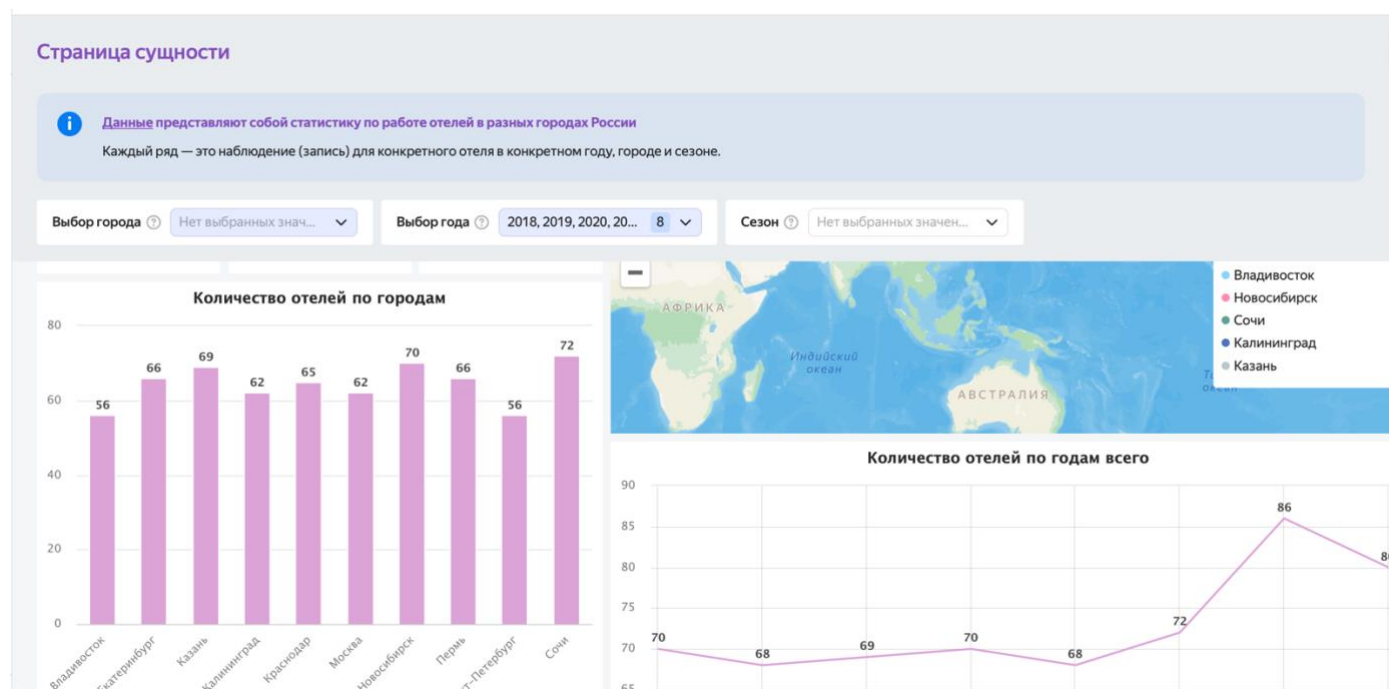 Страница сущности
Данные представляют собой статистику по работе отелей в разных городах России
Каждый ряд — это наблюдение (запись) для конкретного отеля в конкретном году, городе и сезоне.
Выбор города ? Нет выбранных знач...
Выбор года ? 2018, 2019, 2020, 20... 8
Сезон ? Нет выбранных значен...
Количество отелей по городам
80
60
40
20
0
56
66
69
62
65
62
70
66
56
72
Владивосток
Екатеринбург
Казань
Калининград
Краснодар
Москва
Новосибирск
Пермь
кт-Петербург
Сочи
АФРИКА
Индийский
океан
АВСТРАЛИЯ
Владивосток
Новосибирск
Сочи
Калининград
Казань
Количество отелей по годам всего
90
85
80
75
70
65
70
68
69
70
68
72
86